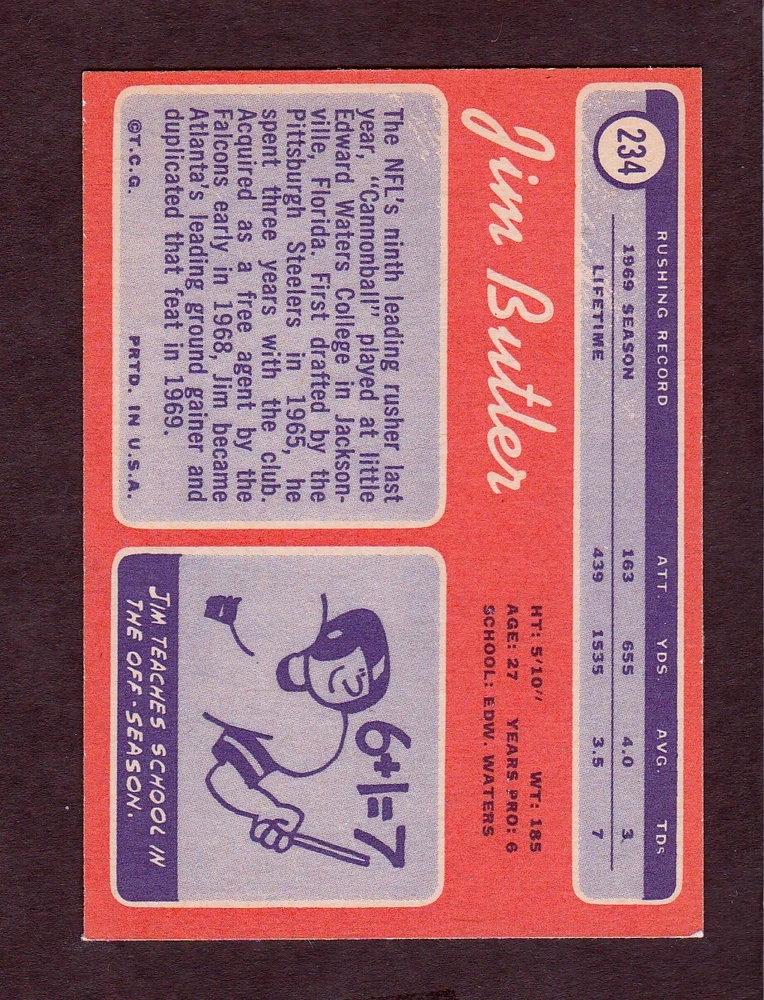 234
RUSHING RECORD ATT. YDS. AVG. TDs
1969 SEASON 163 655 4.0 3
LIFETIME 439 1535 3.5 7
Jim Butler
HT: 5'10" WT: 185
AGE: 27 YEARS PRO: 6
SCHOOL: EDW. WATERS
The NFL's ninth leading rusher last
year, "Cannonball" played at little
Edward Waters College in Jackson-
ville, Florida. First drafted by the
Pittsburgh Steelers in 1965, he
spent three years with the club.
Acquired as a free agent by the
Falcons early in 1968, Jim became
Atlanta's leading ground gainer and
duplicated that feat in 1969.
©T.C.G. PRTD. IN U.S.A.
6+1=7
JIM TEACHES SCHOOL IN
THE OFF-SEASON.